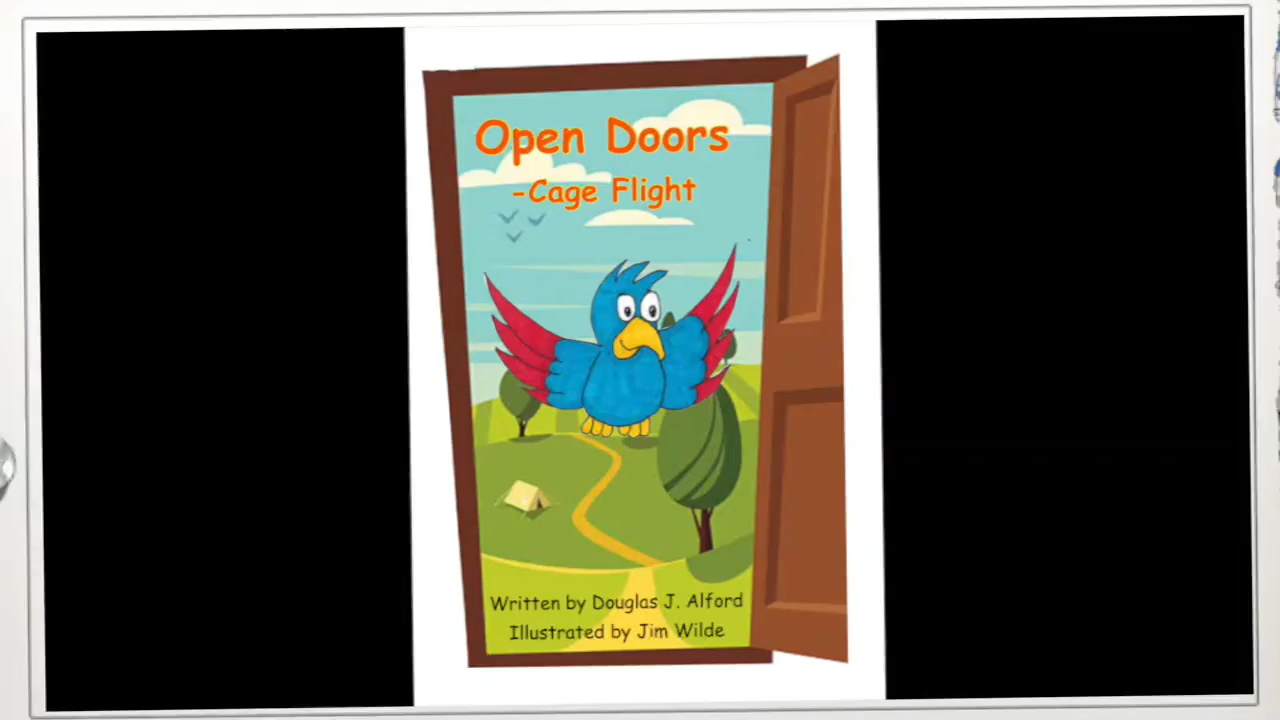 Open Doors
-Cage Flight
Written by Douglas J. Alford
Illustrated by Jim Wilde